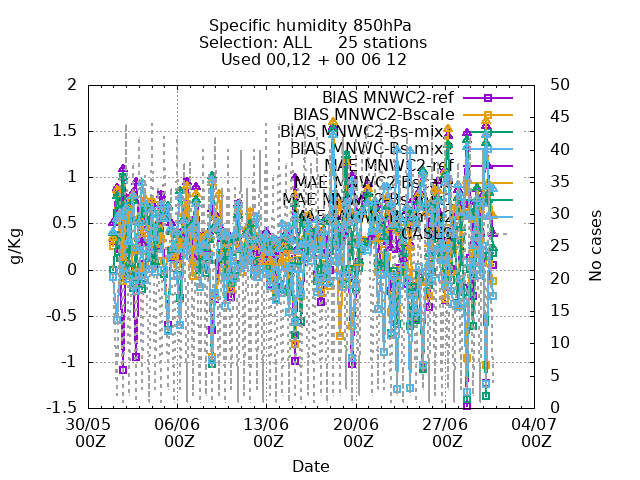 Specific humidity 850hPa
Selection: ALL 25 stations
Used 00,12 + 00 06 12
2
1.5
1
0.5
0
-0.5
-1
-1.5
50
45
40
35
30
25
20
15
10
5
0
BIAS MNWC2-ref
BIAS MNWC2-Bscale
BIAS MNWC2-Bs-mix
BIAS MNWC-Bs-mix
MAE MNWC2-ref
MAE MNWC2-Bscale
CASES
g/Kg
No cases
30/05 06/06 13/06 20/06 27/06 04/07
00Z 00Z 00Z 00Z 00Z 00Z
Date